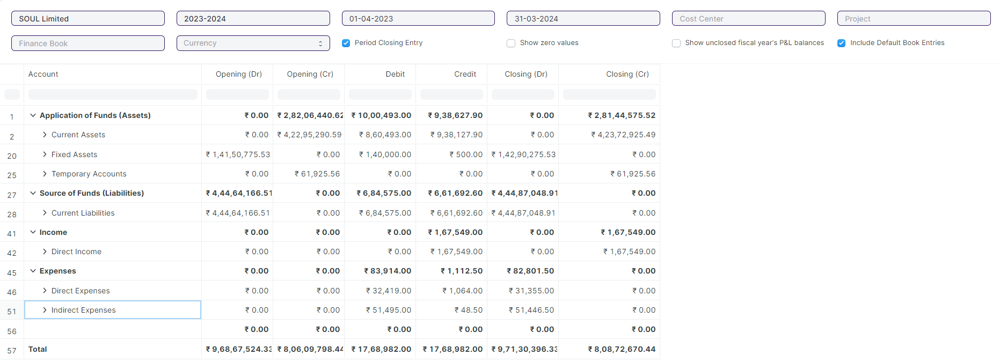 SOUL Limited 2023-2024 01-04-2023 31-03-2024 Cost Center Project
Finance Book Currency Period Closing Entry Show zero values Show unclosed fiscal year's P&L balances Include Default Book Entries
Account Opening (Dr) Opening (Cr) Debit Credit Closing (Dr) Closing (Cr)
1 Application of Funds (Assets) ₹ 0.00 ₹ 2,82,06,440.62 ₹ 10,00,493.00 ₹ 9,38,627.90 ₹ 0.00 ₹ 2,81,44,575.52
2 Current Assets ₹ 0.00 ₹ 4,22,95,290.59 ₹ 8,60,493.00 ₹ 9,38,127.90 ₹ 0.00 ₹ 4,23,72,925.49
20 Fixed Assets ₹ 1,41,50,775.53 ₹ 0.00 ₹ 1,40,000.00 ₹ 500.00 ₹ 1,42,90,275.53 ₹ 0.00
25 Temporary Accounts ₹ 0.00 ₹ 61,925.56 ₹ 0.00 ₹ 0.00 ₹ 0.00 ₹ 61,925.56
27 Source of Funds (Liabilities) ₹ 4,44,64,166.51 ₹ 0.00 ₹ 6,84,575.00 ₹ 6,61,692.60 ₹ 4,44,87,048.91 ₹ 0.00
28 Current Liabilities ₹ 4,44,64,166.51 ₹ 0.00 ₹ 6,84,575.00 ₹ 6,61,692.60 ₹ 4,44,87,048.91 ₹ 0.00
41 Income ₹ 0.00 ₹ 0.00 ₹ 0.00 ₹ 1,67,549.00 ₹ 0.00 ₹ 1,67,549.00
42 Direct Income ₹ 0.00 ₹ 0.00 ₹ 0.00 ₹ 1,67,549.00 ₹ 0.00 ₹ 1,67,549.00
45 Expenses ₹ 0.00 ₹ 0.00 ₹ 83,914.00 ₹ 1,112.50 ₹ 82,801.50 ₹ 0.00
46 Direct Expenses ₹ 0.00 ₹ 0.00 ₹ 32,419.00 ₹ 1,064.00 ₹ 31,355.00 ₹ 0.00
51 Indirect Expenses ₹ 0.00 ₹ 0.00 ₹ 51,495.00 ₹ 48.50 ₹ 51,446.50 ₹ 0.00
56 ₹ 0.00 ₹ 0.00 ₹ 0.00 ₹ 0.00 ₹ 0.00 ₹ 0.00
57 Total ₹ 9,68,67,524.33 ₹ 8,06,09,798.44 ₹ 17,68,982.00 ₹ 17,68,982.00 ₹ 9,71,30,396.33 ₹ 8,08,72,670.44